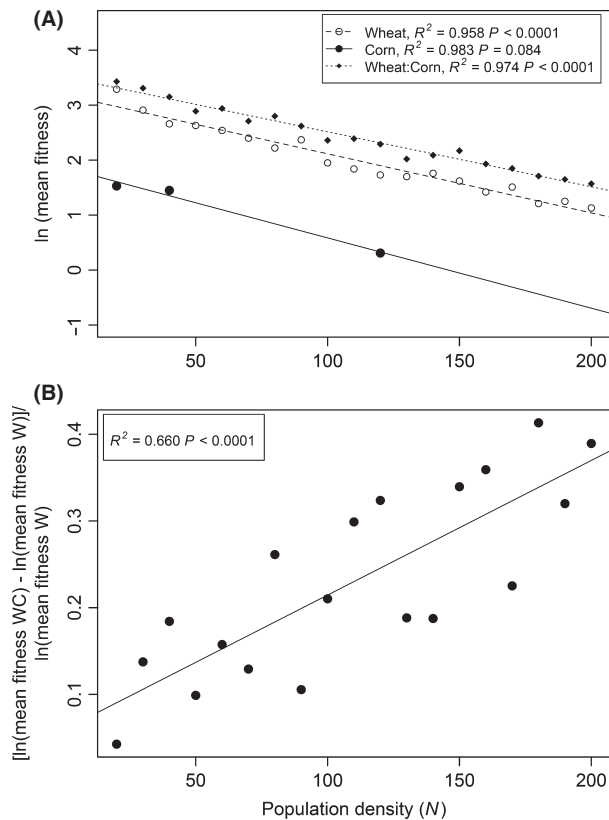 (A)
Wheat, R² = 0.958 P < 0.0001
Corn, R² = 0.983 P = 0.084
Wheat:Corn, R² = 0.974 P < 0.0001
ln (mean fitness)
4
3
2
1
0
−1
50 100 150 200
(B)
R² = 0.660 P < 0.0001
[ln(mean fitness WC) - ln(mean fitness W)]/
ln(mean fitness W)
0.4
0.3
0.2
0.1
50 100 150 200
Population density (N)